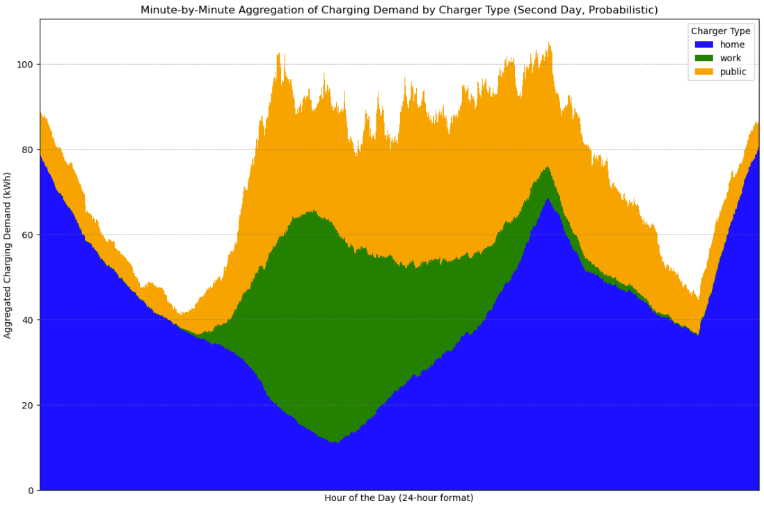 Minute-by-Minute Aggregation of Charging Demand by Charger Type (Second Day, Probabilistic)
Charger Type
home
work
public
100
80
60
40
20
0
Aggregated Charging Demand (kWh)
Hour of the Day (24-hour format)